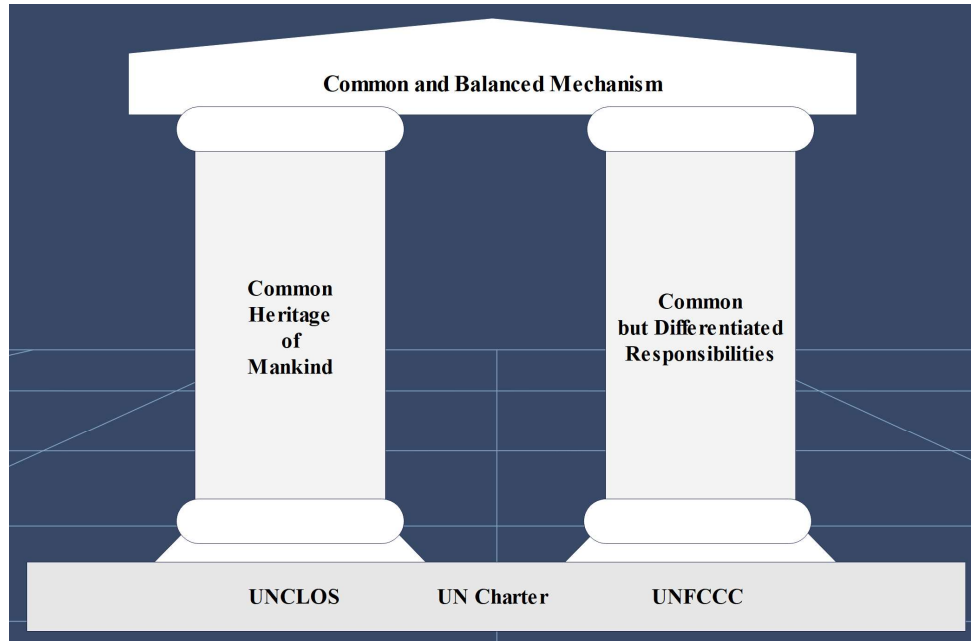 Common and Balanced Mechanism
Common
Heritage
of
Mankind
Common
but Differentiated
Responsibilities
UNCLOS UN Charter UNFCCC